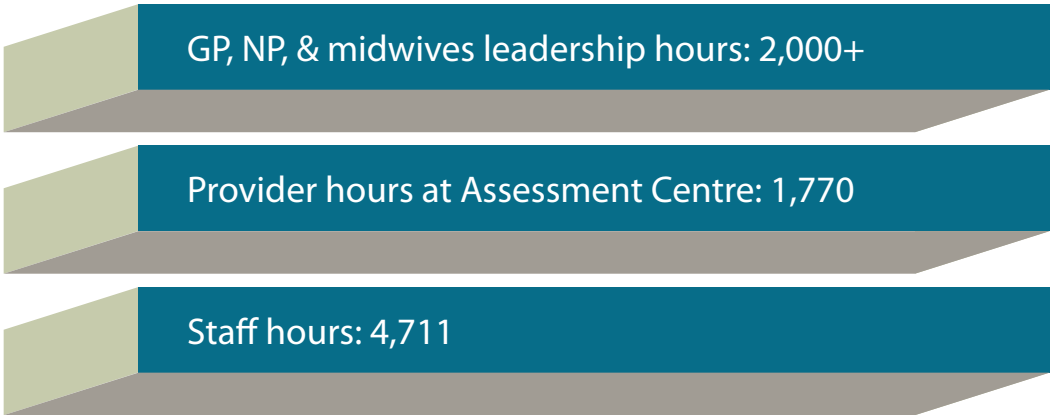 GP, NP, & midwives leadership hours: 2,000+
Provider hours at Assessment Centre: 1,770
Staff hours: 4,711